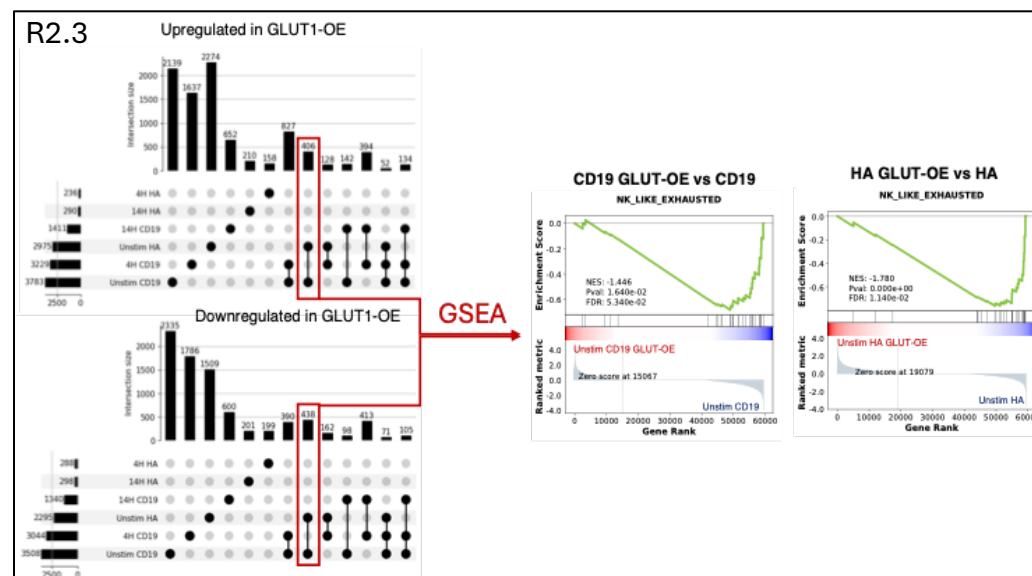 R2.3
Upregulated in GLUT1-OE
2139
1637
2274
652
210
158
827
406
128
142
394
52
134
2000
1500
1000
500
0
Intersection size
236
4H HA
290
14H HA
1411
14H CD19
2975
Unstim HA
3229
4H CD19
3783
Unstim CD19
2500
0
Downregulated in GLUT1-OE
2335
1786
1509
600
201
199
390
438
162
98
413
71
105
2000
1500
1000
500
0
Intersection size
288
4H HA
298
14H HA
1340
14H CD19
2295
Unstim HA
3044
4H CD19
3508
Unstim CD19
2500
0
GSEA
CD19 GLUT-OE vs CD19
NK_LIKE_EXHAUSTED
0.0
-0.2
-0.4
-0.6
Enrichment Score
NES: -1.446
Pval: 1.640e-02
FDR: 5.340e-02
4.0
2.0
0.0
-2.0
-4.0
Ranked metric
Unstim CD19 GLUT-OE
Zero score at 15067
Unstim CD19
0 10000 20000 30000 40000 50000 60000
Gene Rank
HA GLUT-OE vs HA
NK_LIKE_EXHAUSTED
0.0
-0.2
-0.4
-0.6
Enrichment Score
NES: -1.780
Pval: 0.000e+00
FDR: 1.140e-02
4.0
2.0
0.0
-2.0
-4.0
Ranked metric
Unstim HA GLUT-OE
Zero score at 19079
Unstim HA
0 10000 20000 30000 40000 50000
Gene Rank